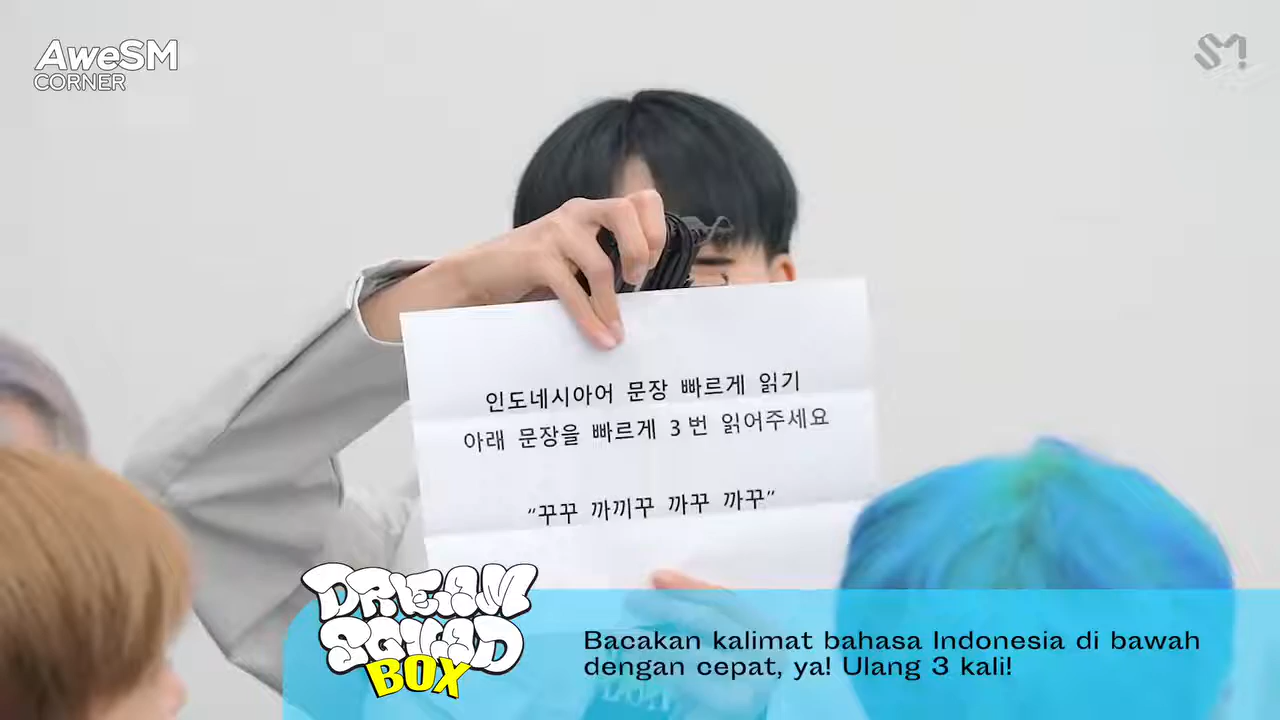 AweSM
CORNER
SM!
인도네시아어 문장 빠르게 읽기
아래 문장을 빠르게 3번 읽어주세요
“꾸꾸 까끼꾸 까꾸 까꾸”
DREAM
SQUAD
BOX
Bacakan kalimat bahasa Indonesia di bawah
dengan cepat, ya! Ulang 3 kali!